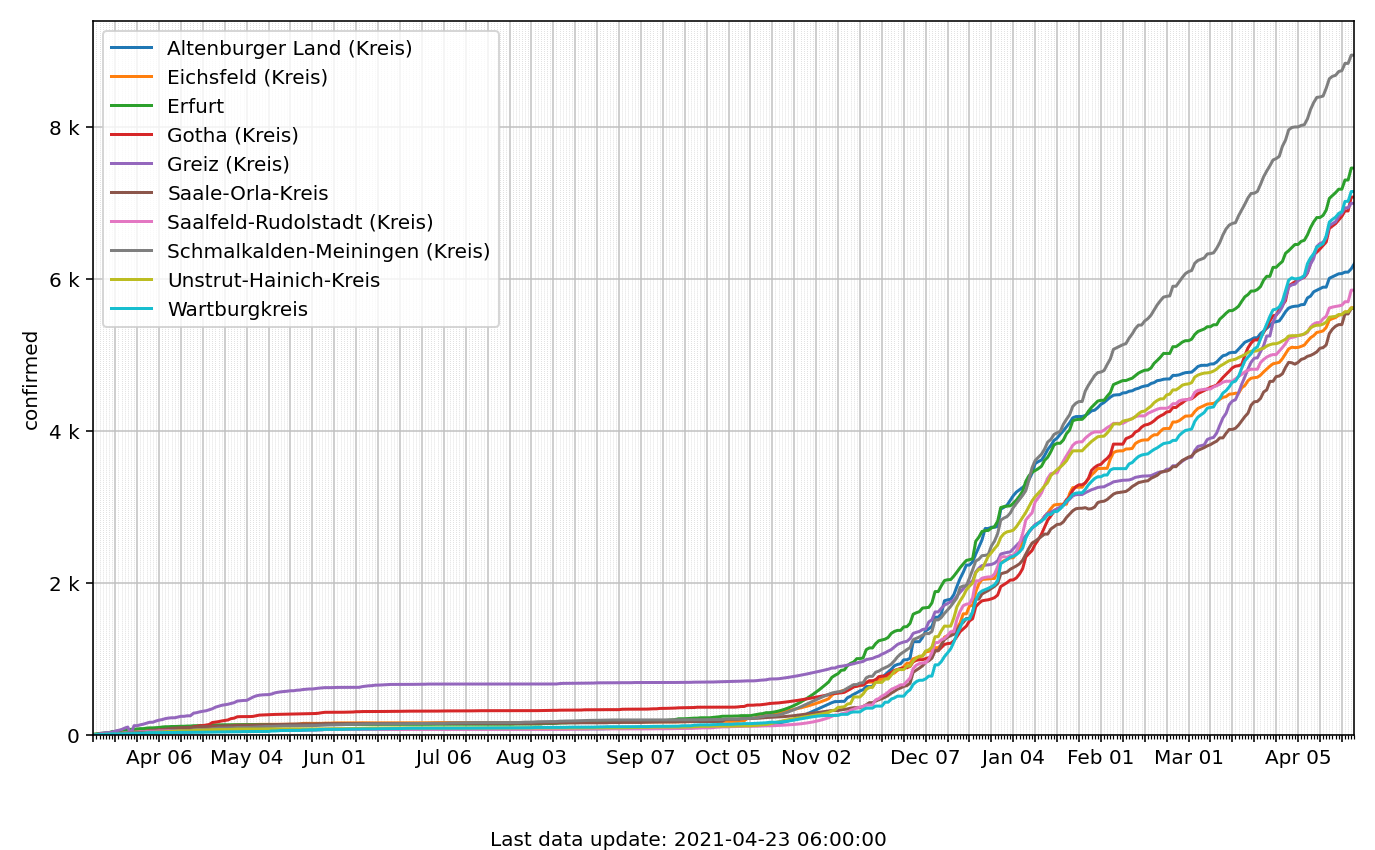 Altenburger Land (Kreis)
Eichsfeld (Kreis)
Erfurt
Gotha (Kreis)
Greiz (Kreis)
Saale-Orla-Kreis
Saalfeld-Rudolstadt (Kreis)
Schmalkalden-Meiningen (Kreis)
Unstrut-Hainich-Kreis
Wartburgkreis
confirmed
8 k
6 k
4 k
2 k
0
Apr 06 May 04 Jun 01 Jul 06 Aug 03 Sep 07 Oct 05 Nov 02 Dec 07 Jan 04 Feb 01 Mar 01 Apr 05
Last data update: 2021-04-23 06:00:00